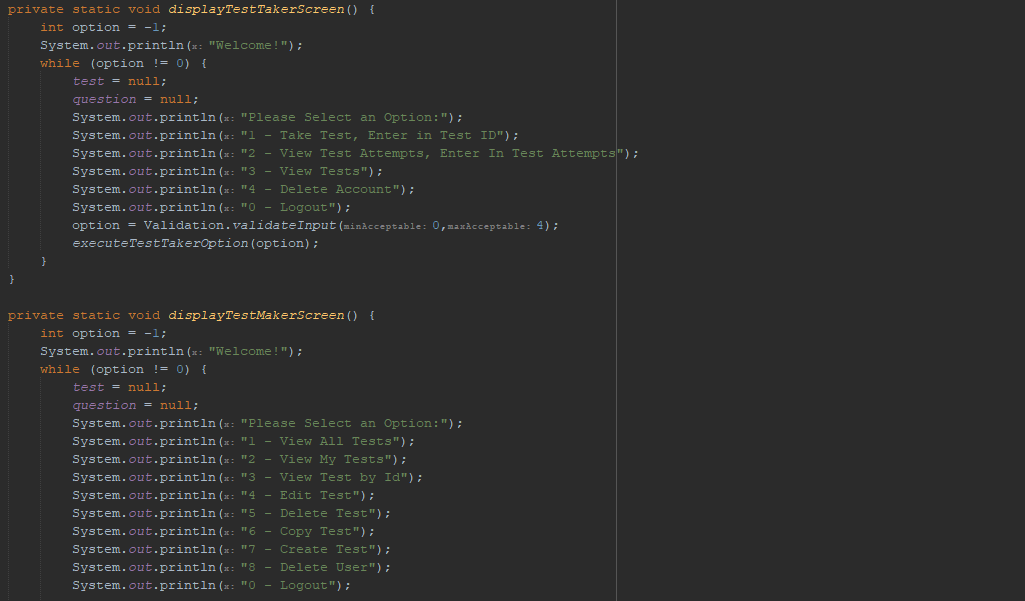 private static void displayTestTakerScreen() {
int option = -1;
System.out.println(x: "Welcome!");
while (option != 0) {
test = null;
question = null;
System.out.println(x: "Please Select an Option:");
System.out.println(x: "1 - Take Test, Enter in Test ID");
System.out.println(x: "2 - View Test Attempts, Enter In Test Attempts");
System.out.println(x: "3 - View Tests");
System.out.println(x: "4 - Delete Account");
System.out.println(x: "0 - Logout");
option = Validation.validateInput(minAcceptable: 0,maxAcceptable: 4);
executeTestTakerOption(option);
}
}
private static void displayTestMakerScreen() {
int option = -1;
System.out.println(x: "Welcome!");
while (option != 0) {
test = null;
question = null;
System.out.println(x: "Please Select an Option:");
System.out.println(x: "1 - View All Tests");
System.out.println(x: "2 - View My Tests");
System.out.println(x: "3 - View Test by Id");
System.out.println(x: "4 - Edit Test");
System.out.println(x: "5 - Delete Test");
System.out.println(x: "6 - Copy Test");
System.out.println(x: "7 - Create Test");
System.out.println(x: "8 - Delete User");
System.out.println(x: "0 - Logout");